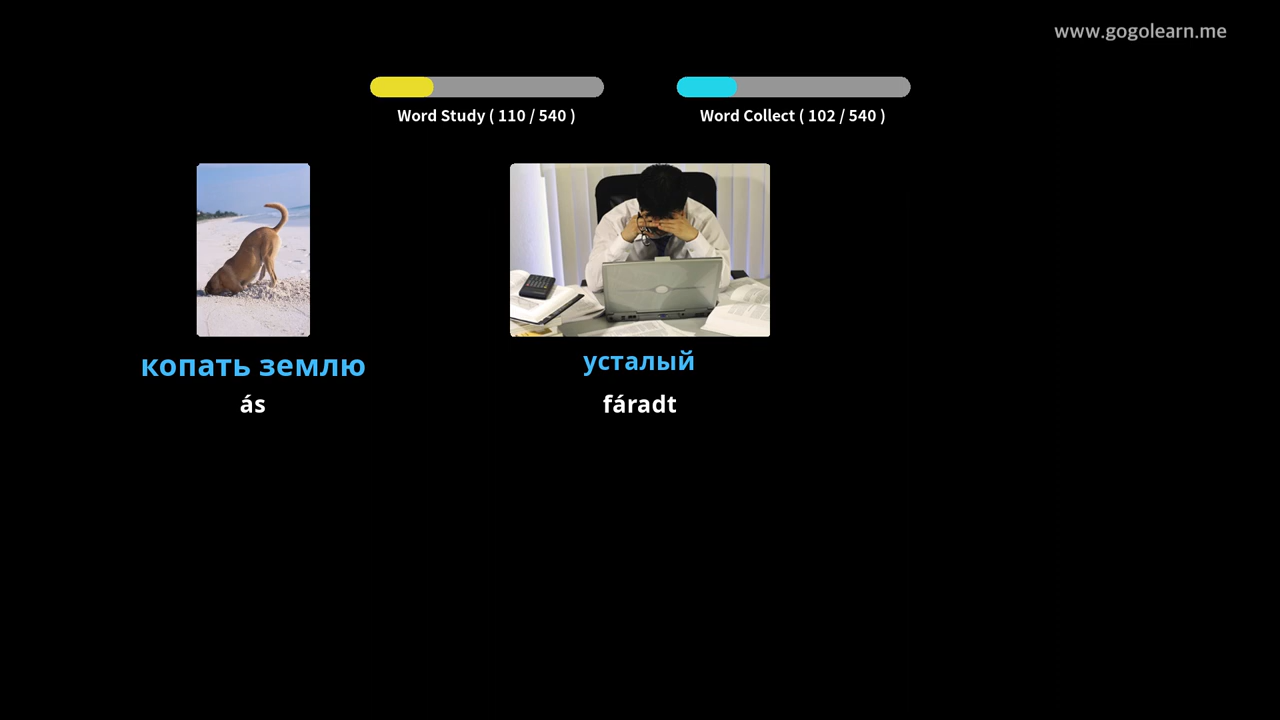 www.gogolearn.me
Word Study ( 110 / 540 )
Word Collect ( 102 / 540 )
копать землю
усталый
ás
fáradt